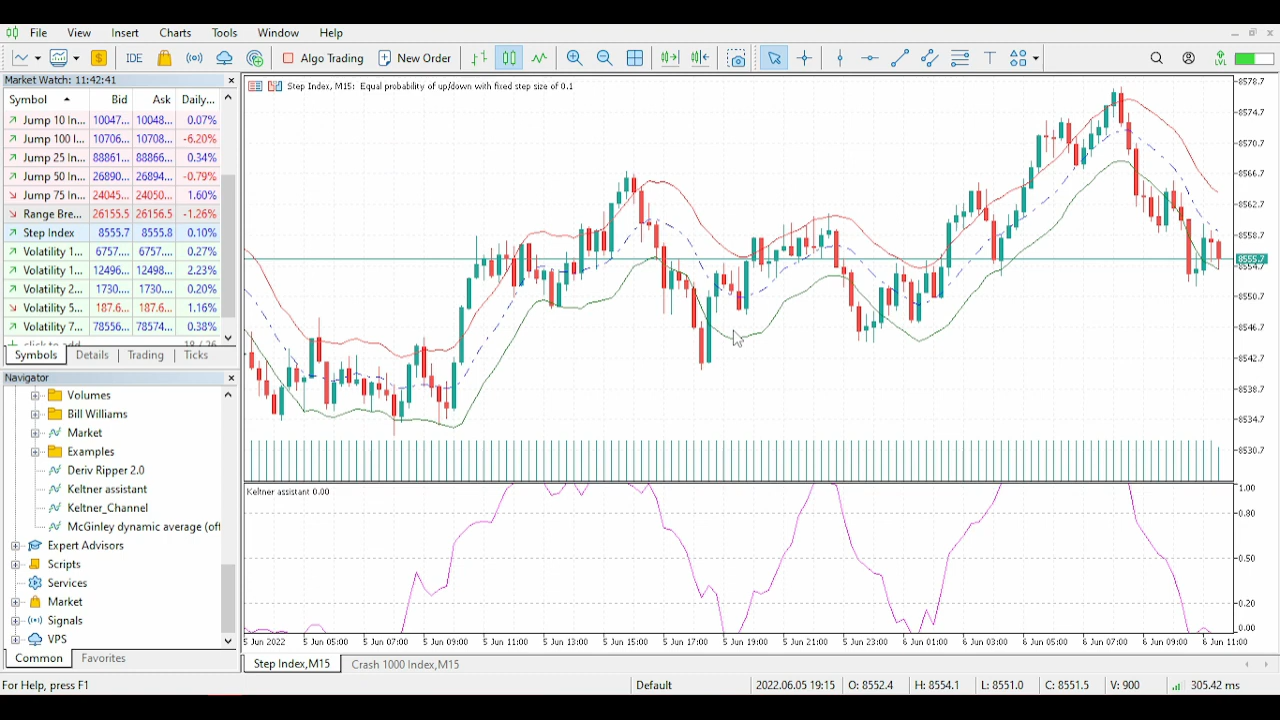 File View Insert Charts Tools Window Help
IDE Algo Trading New Order
Market Watch: 11:42:41
Symbol Bid Ask Daily...
Jump 10 In... 10047... 10048... 0.07%
Jump 100 I... 10706... 10708... -6.20%
Jump 25 In... 88861... 88866... 0.34%
Jump 50 In... 26890... 26894... -0.79%
Jump 75 In... 24045... 24050... 1.60%
Range Bre... 26155.5 26156.5 -1.26%
Step Index 8555.7 8555.8 0.10%
Volatility 1... 6757... 6757... 0.27%
Volatility 1... 12496... 12498... 2.23%
Volatility 2... 1730... 1730... 0.20%
Volatility 5... 187.6... 187.6... 1.16%
Volatility 7... 78556... 78574... 0.38%
click to add 18 / 26
Symbols Details Trading Ticks
Navigator
Volumes
Bill Williams
Market
Examples
Deriv Ripper 2.0
Keltner assistant
Keltner_Channel
McGinley dynamic average (off
Expert Advisors
Scripts
Services
Market
Signals
VPS
Common Favorites
Step Index, M15: Equal probability of up/down with fixed step size of 0.1
8578.7
8574.7
8570.7
8566.7
8562.7
8558.7
8555.7
8554.7
8550.7
8546.7
8542.7
8538.7
8534.7
8530.7
Keltner assistant 0.00
1.00
0.80
0.50
0.20
0.00
5 Jun 2022 5 Jun 05:00 5 Jun 07:00 5 Jun 09:00 5 Jun 11:00 5 Jun 13:00 5 Jun 15:00 5 Jun 17:00 5 Jun 19:00 5 Jun 21:00 5 Jun 23:00 6 Jun 01:00 6 Jun 03:00 6 Jun 05:00 6 Jun 07:00 6 Jun 09:00 6 Jun 11:00
Step Index,M15 Crash 1000 Index,M15
For Help, press F1 Default 2022.06.05 19:15 O: 8552.4 H: 8554.1 L: 8551.0 C: 8551.5 V: 900 305.42 ms